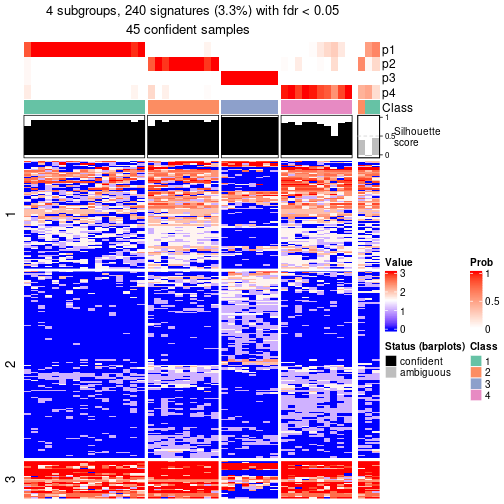 4 subgroups, 240 signatures (3.3%) with fdr < 0.05
45 confident samples
p1
p2
p3
p4
Class
1
0.5
0
Silhouette
score
1
2
3
Value
3
2
1
0
Prob
1
0.5
0
Status (barplots)
confident
ambiguous
Class
1
2
3
4